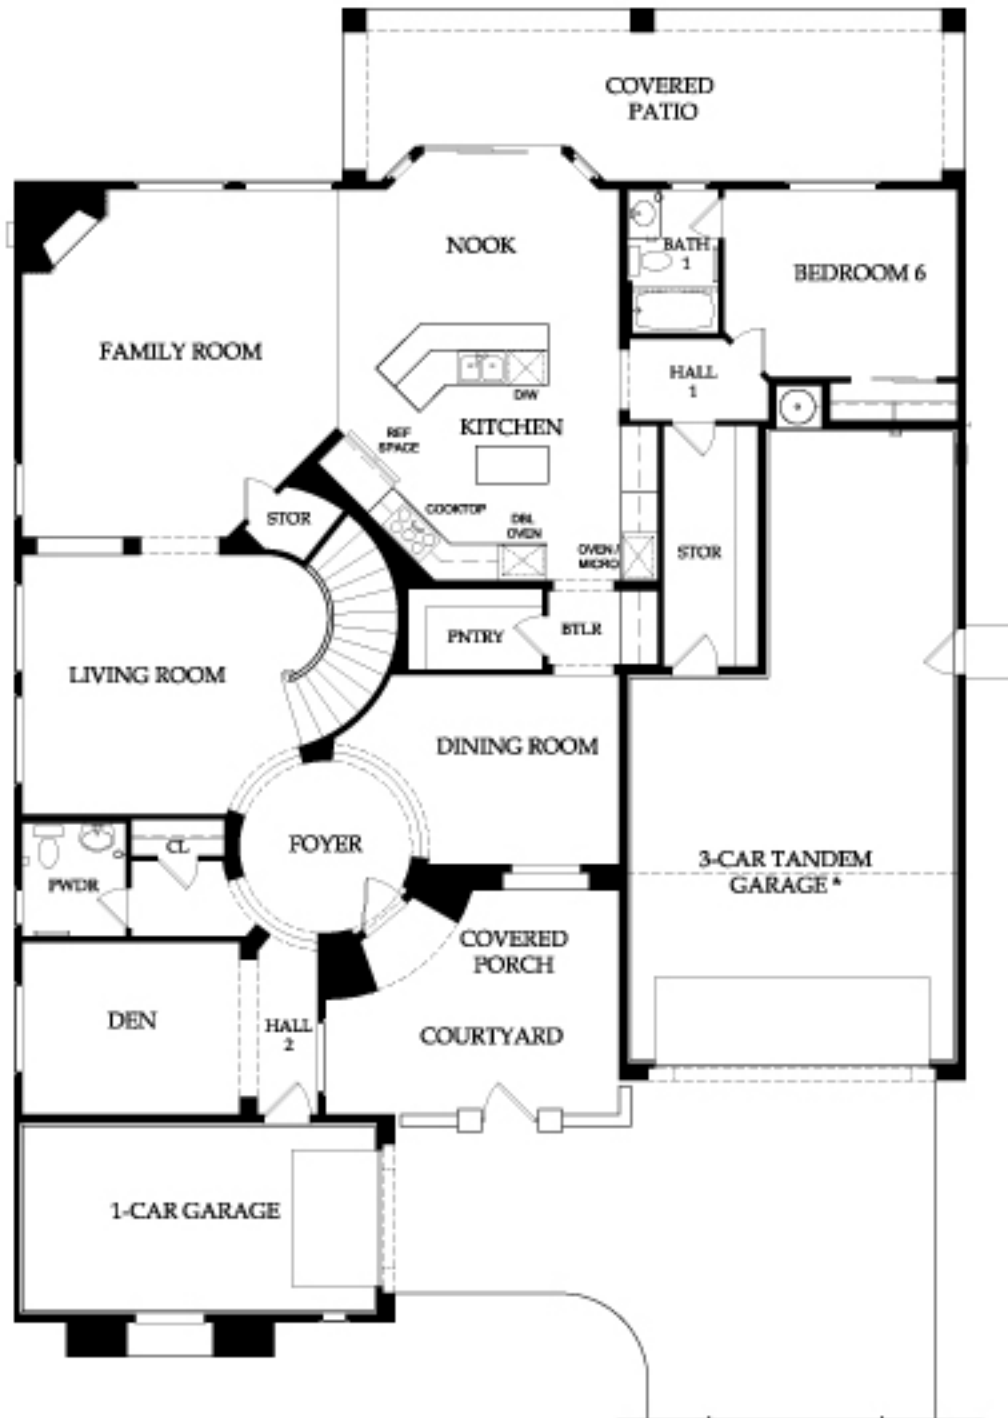 COVERED
PATIO
NOOK
BATH
1
BEDROOM 6
FAMILY ROOM
HALL
1
D/W
KITCHEN
REF
SPACE
COOKTOP
DBL
OVEN
STOR
OVEN/
MICRO
STOR
PNTRY
BTLR
LIVING ROOM
DINING ROOM
FOYER
CL
PWDR
3-CAR TANDEM
GARAGE *
COVERED
PORCH
DEN
HALL
2
COURTYARD
1-CAR GARAGE